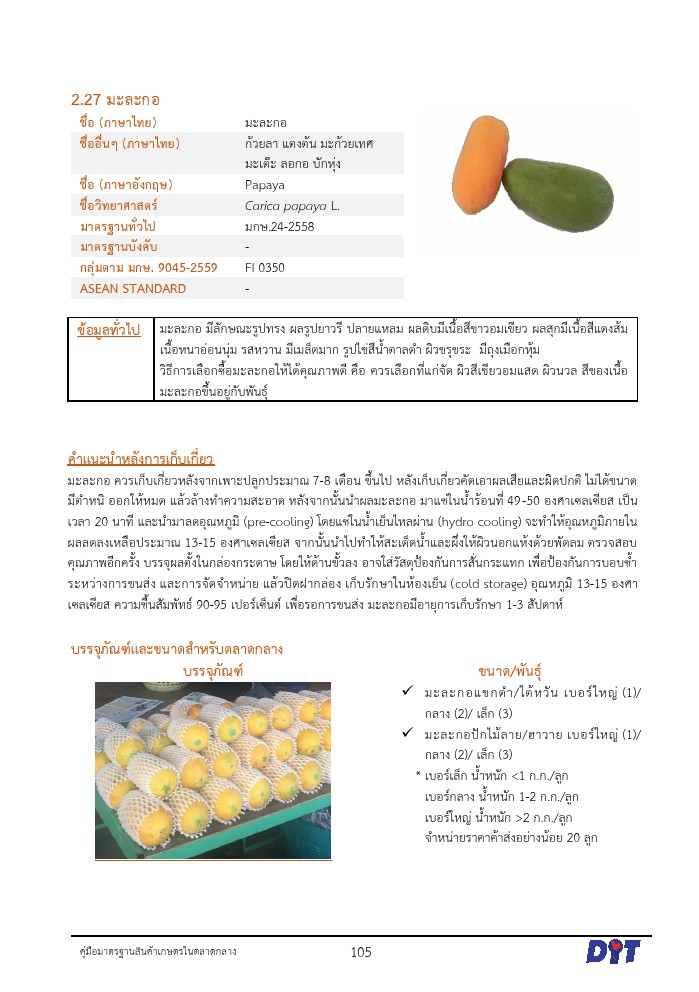 2.27 มะละกอ
ชื่อ (ภาษาไทย) มะละกอ
ชื่ออื่นๆ (ภาษาไทย) ก้วยลา แตงต้น มะก้วยเทศ
มะเต๊ะ ลอกอ บักหุ่ง
ชื่อ (ภาษาอังกฤษ) Papaya
ชื่อวิทยาศาสตร์ Carica papaya L.
มาตรฐานทั่วไป มกษ.24-2558
มาตรฐานบังคับ -
กลุ่มตาม มกษ. 9045-2559 FI 0350
ASEAN STANDARD -
ข้อมูลทั่วไป มะละกอ มีลักษณะรูปทรง ผลรูปยาวรี ปลายแหลม ผลดิบมีเนื้อสีขาวอมเขียว ผลสุกมีเนื้อสีแดงส้ม
เนื้อหนาอ่อนนุ่ม รสหวาน มีเมล็ดมาก รูปไข่สีน้ำตาลดำ ผิวขรุขระ มีถุงเมือกหุ้ม
วิธีการเลือกซื้อมะละกอให้ได้คุณภาพดี คือ ควรเลือกที่แก่จัด ผิวสีเขียวอมแสด ผิวนวล สีของเนื้อ
มะละกอขึ้นอยู่กับพันธุ์
คำแนะนำหลังการเก็บเกี่ยว
มะละกอ ควรเก็บเกี่ยวหลังจากเพาะปลูกประมาณ 7-8 เดือน ขึ้นไป หลังเก็บเกี่ยวคัดเอาผลเสียและผิดปกติ ไม่ได้ขนาด
มีตำหนิ ออกให้หมด แล้วล้างทำความสะอาด หลังจากนั้นนำผลมะละกอ มาแช่ในน้ำร้อนที่ 49-50 องศาเซลเซียส เป็น
เวลา 20 นาที และนำมาลดอุณหภูมิ (pre-cooling) โดยแช่ในน้ำเย็นไหลผ่าน (hydro cooling) จะทำให้อุณหภูมิภายใน
ผลลดลงเหลือประมาณ 13-15 องศาเซลเซียส จากนั้นนำไปทำให้สะเด็ดน้ำและผึ่งให้ผิวนอกแห้งด้วยพัดลม ตรวจสอบ
คุณภาพอีกครั้ง บรรจุผลตั้งในกล่องกระดาษ โดยให้ด้านขั้วลง อาจใส่วัสดุป้องกันการสั่นกระแทก เพื่อป้องกันการบอบช้ำ
ระหว่างการขนส่ง และการจัดจำหน่าย แล้วปิดฝากล่อง เก็บรักษาในห้องเย็น (cold storage) อุณหภูมิ 13-15 องศา
เซลเซียส ความชื้นสัมพัทธ์ 90-95 เปอร์เซ็นต์ เพื่อรอการขนส่ง มะละกอมีอายุการเก็บรักษา 1-3 สัปดาห์
บรรจุภัณฑ์และขนาดสำหรับตลาดกลาง
บรรจุภัณฑ์
ขนาด/พันธุ์
✓ มะละกอแขกดำ/ไต้หวัน เบอร์ใหญ่ (1)/
กลาง (2)/ เล็ก (3)
✓ มะละกอปักไม้ลาย/ฮาวาย เบอร์ใหญ่ (1)/
กลาง (2)/ เล็ก (3)
* เบอร์เล็ก น้ำหนัก <1 ก.ก./ลูก
เบอร์กลาง น้ำหนัก 1-2 ก.ก./ลูก
เบอร์ใหญ่ น้ำหนัก >2 ก.ก./ลูก
จำหน่ายราคาค้าส่งอย่างน้อย 20 ลูก
คู่มือมาตรฐานสินค้าเกษตรในตลาดกลาง 105 DIT